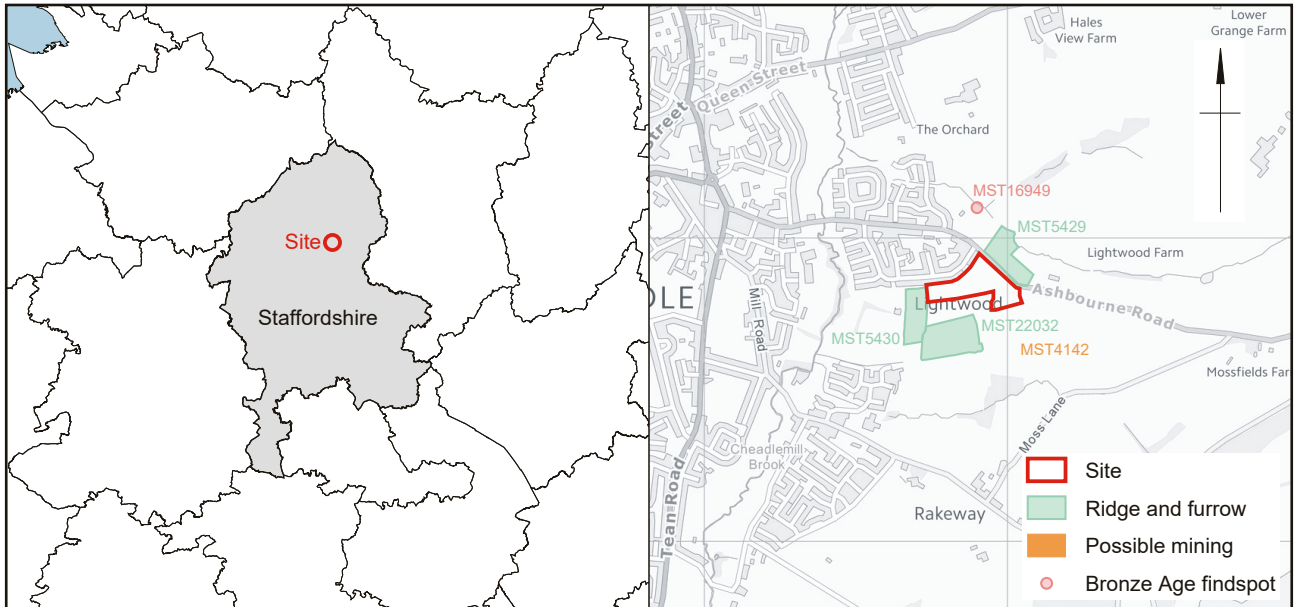 Site
Staffordshire
Hales
View Farm
Lower
Grange Farm
Queen Street
street
The Orchard
MST16949
MST5429
Lightwood Farm
DLE
Mill Road
Lightwood
Ashbourne Road
MST5430
MST22032
MST4142
Mossfields Far
Moss Lane
Cheadlemill
Brook
Tean Road
Rakeway
Site
Ridge and furrow
Possible mining
Bronze Age findspot